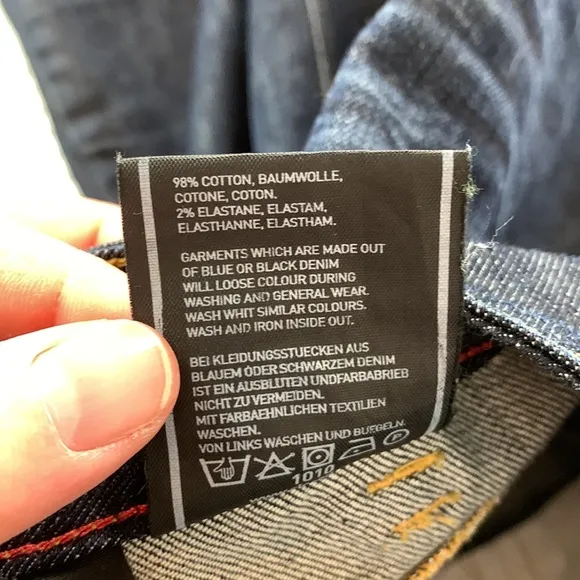 98% COTTON, BAUMWOLLE,
COTONE, COTON.
2% ELASTANE, ELASTAM,
ELASTHANNE, ELASTHAM.
GARMENTS WHICH ARE MADE OUT
OF BLUE OR BLACK DENIM
WILL LOOSE COLOUR DURING
WASHING AND GENERAL WEAR.
WASH WHIT SIMILAR COLOURS.
WASH AND IRON INSIDE OUT.
BEI KLEIDUNGSSTUECKEN AUS
BLAUEM ODER SCHWARZEM DENIM
IST EIN AUSBLUTEN UNDFARBABRIEB
NICHT ZU VERMEIDEN.
MIT FARBAEHNLICHEN TEXTILIEN
WASCHEN.
VON LINKS WASCHEN UND BUEGELN.
P
1010